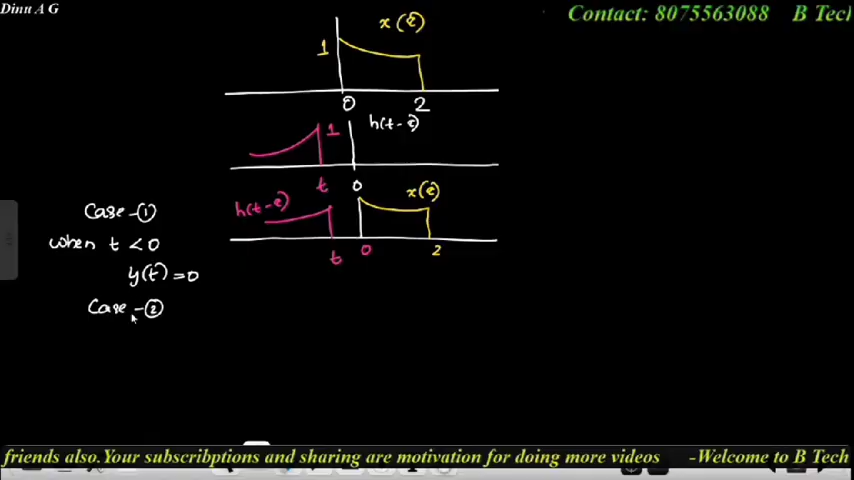 Dinu A G
Contact: 8075563088 B Tech
x(τ)
1
0 2
h(t-τ)
1
t 0
h(t-τ) x(τ)
t 0 2
Case-①
when t < 0
y(t) = 0
Case-②
friends also.Your subscribptions and sharing are motivation for doing more videos -Welcome to B Tech